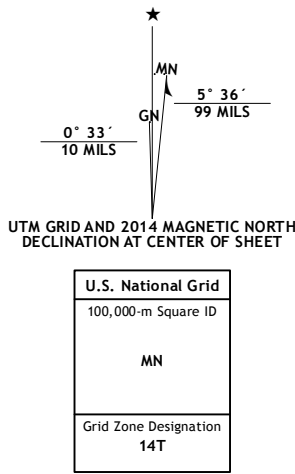 ★
MN
5° 36´
99 MILS
GN
0° 33´
10 MILS
UTM GRID AND 2014 MAGNETIC NORTH
DECLINATION AT CENTER OF SHEET
U.S. National Grid
100,000-m Square ID
MN
Grid Zone Designation
14T